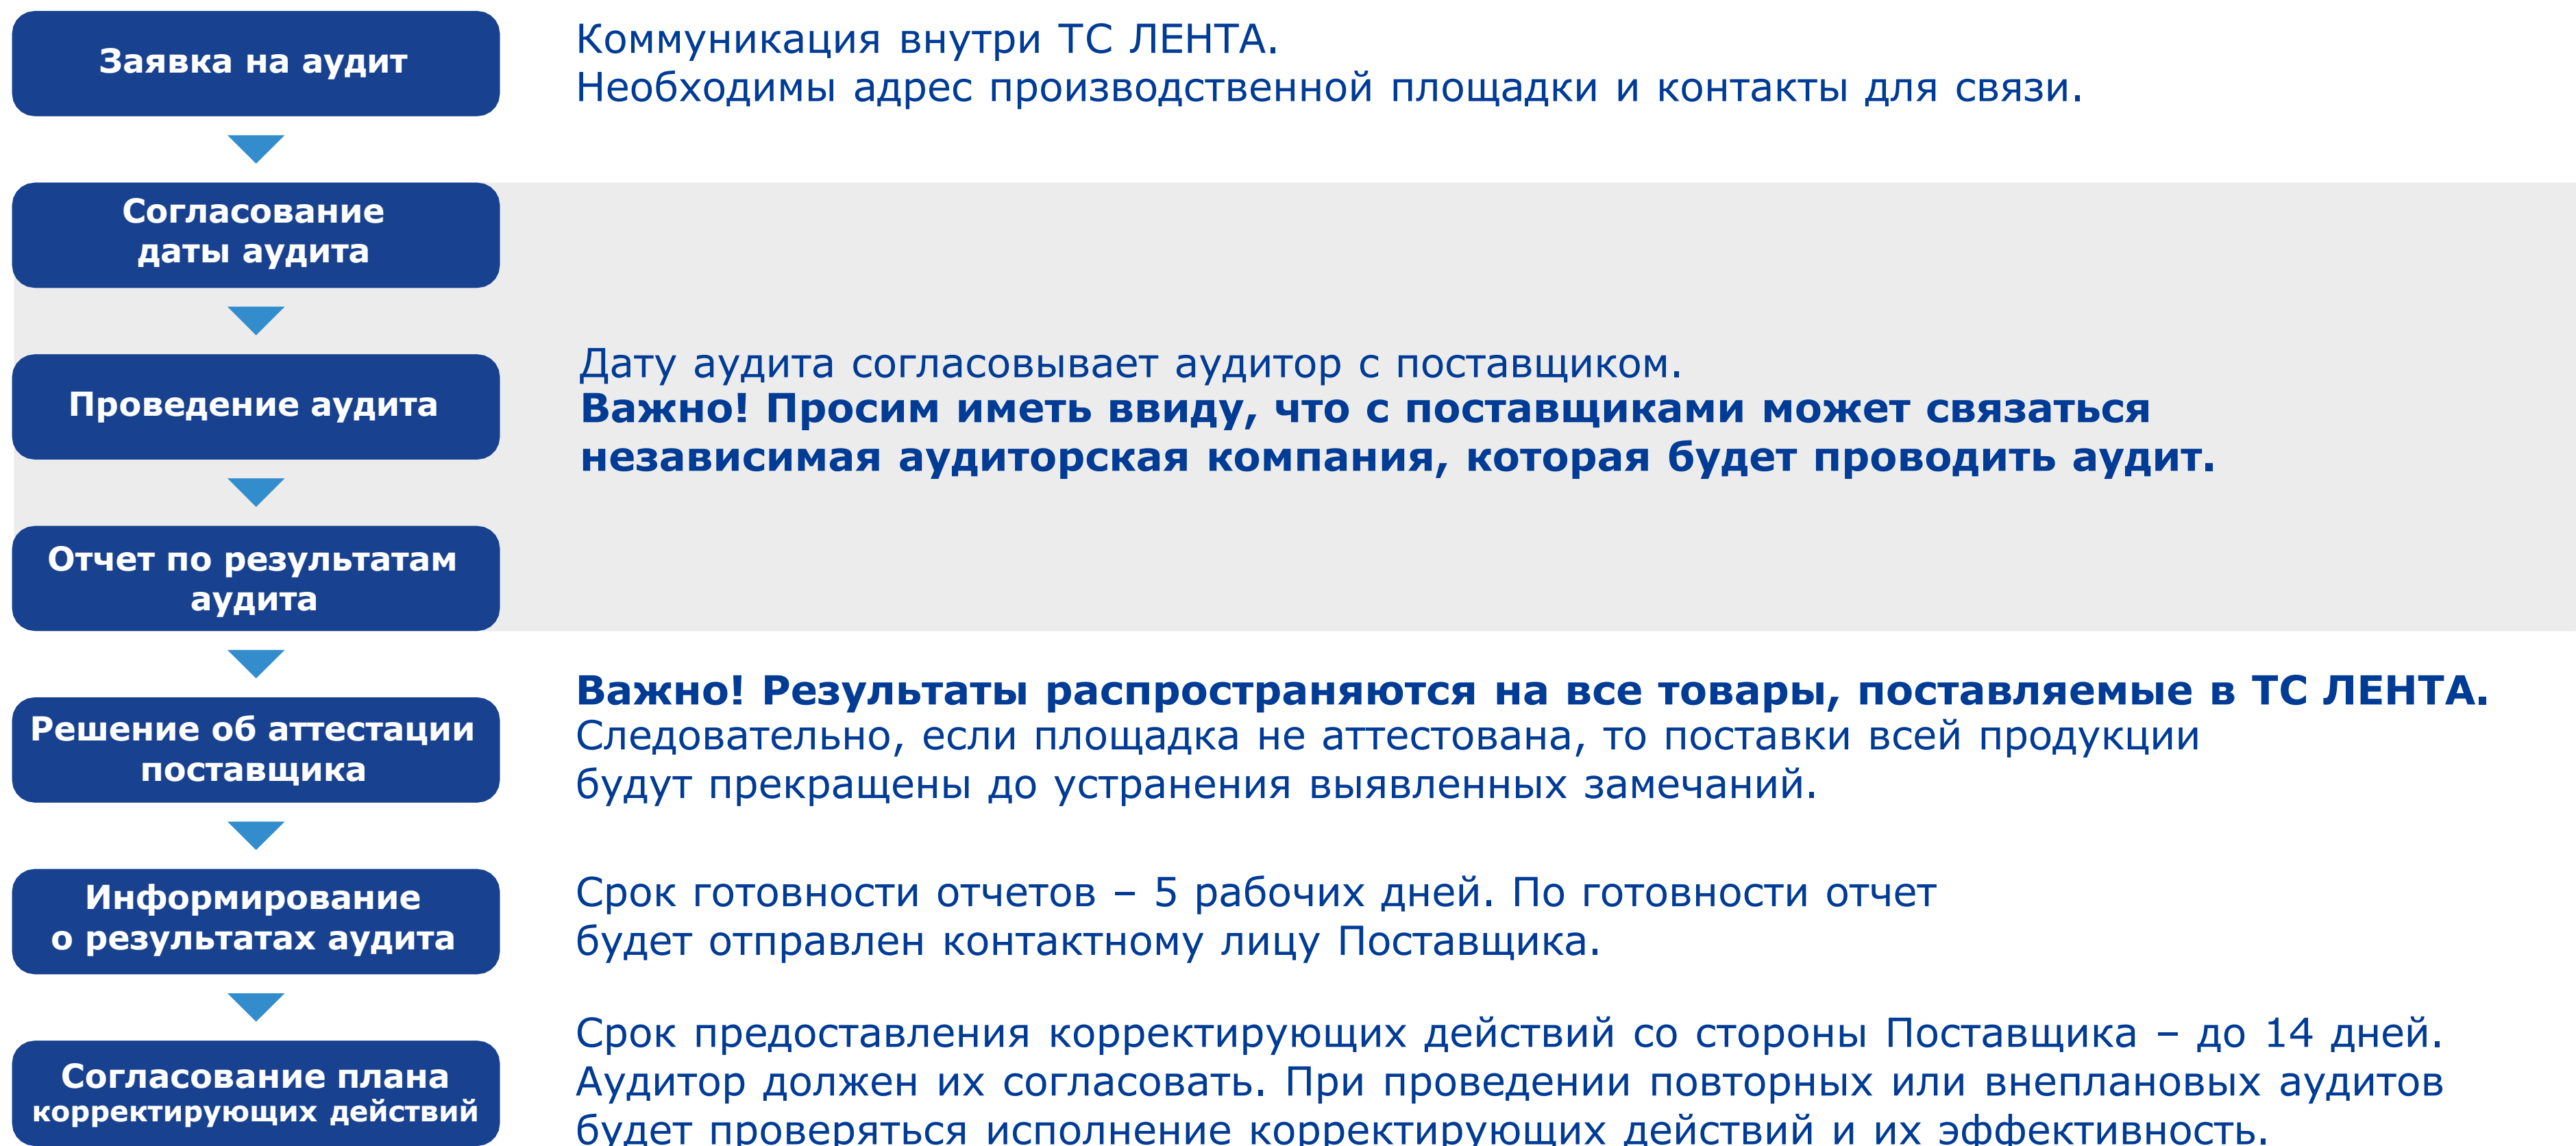 Заявка на аудит
Коммуникация внутри ТС ЛЕНТА.
Необходимы адрес производственной площадки и контакты для связи.
Согласование
даты аудита
Проведение аудита
Дату аудита согласовывает аудитор с поставщиком.
Важно! Просим иметь ввиду, что с поставщиками может связаться
независимая аудиторская компания, которая будет проводить аудит.
Отчет по результатам
аудита
Решение об аттестации
поставщика
Важно! Результаты распространяются на все товары, поставляемые в ТС ЛЕНТА.
Следовательно, если площадка не аттестована, то поставки всей продукции
будут прекращены до устранения выявленных замечаний.
Информирование
о результатах аудита
Срок готовности отчетов – 5 рабочих дней. По готовности отчет
будет отправлен контактному лицу Поставщика.
Согласование плана
корректирующих действий
Срок предоставления корректирующих действий со стороны Поставщика – до 14 дней.
Аудитор должен их согласовать. При проведении повторных или внеплановых аудитов
будет проверяться исполнение корректирующих действий и их эффективность.